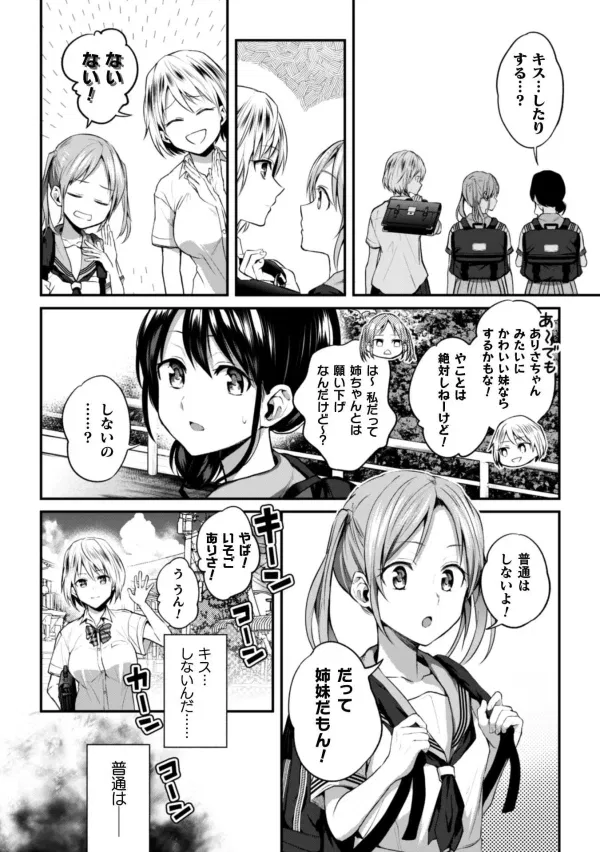 キス…したり
する…？
ない
ない！
あ〜でも
ありさちゃん
みたいに
かわいい妹なら
するかもな！
やことは
絶対しねーけど！
は〜私だって
姉ちゃんとは
願い下げ
なんだけど〜？
しないの
……？
普通は
しないよ！
だって
姉妹だもん！
キーン
コーン
やば！
いそご
ありさ！
う うん！
カーン
コーン
キス…
しないんだ……
普通は――